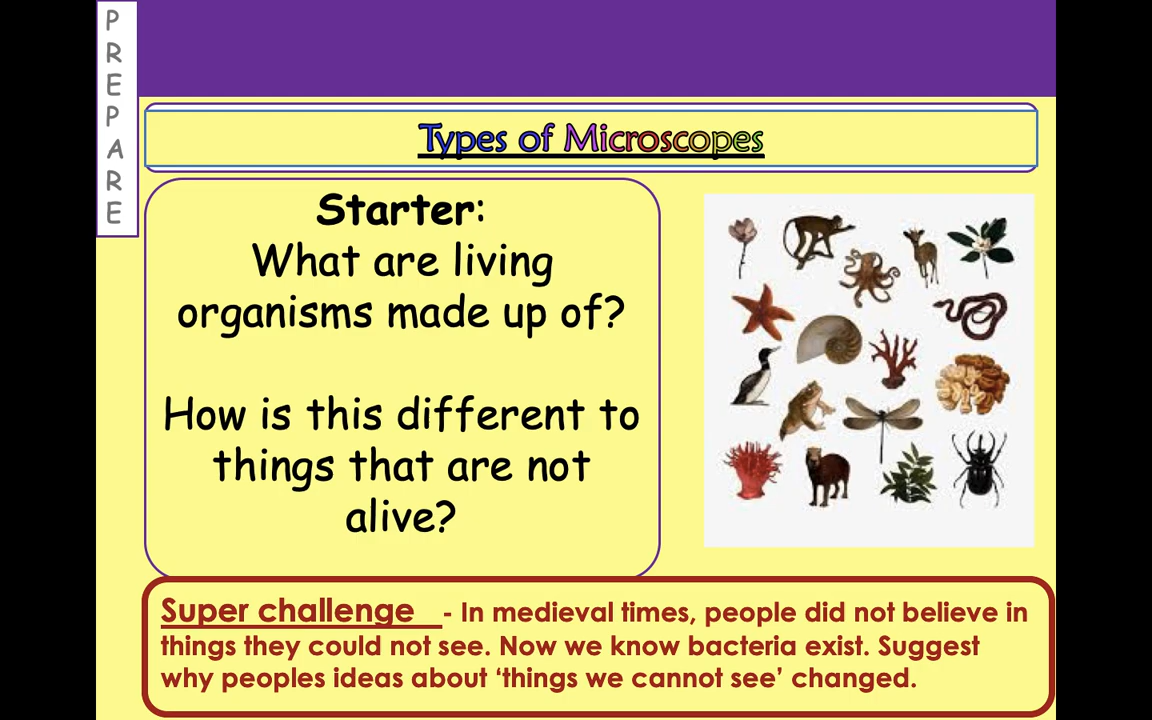 P
R
E
P
A
R
E
Types of Microscopes
Starter:
What are living
organisms made up of?
How is this different to
things that are not
alive?
Super challenge - In medieval times, people did not believe in
things they could not see. Now we know bacteria exist. Suggest
why peoples ideas about ‘things we cannot see’ changed.